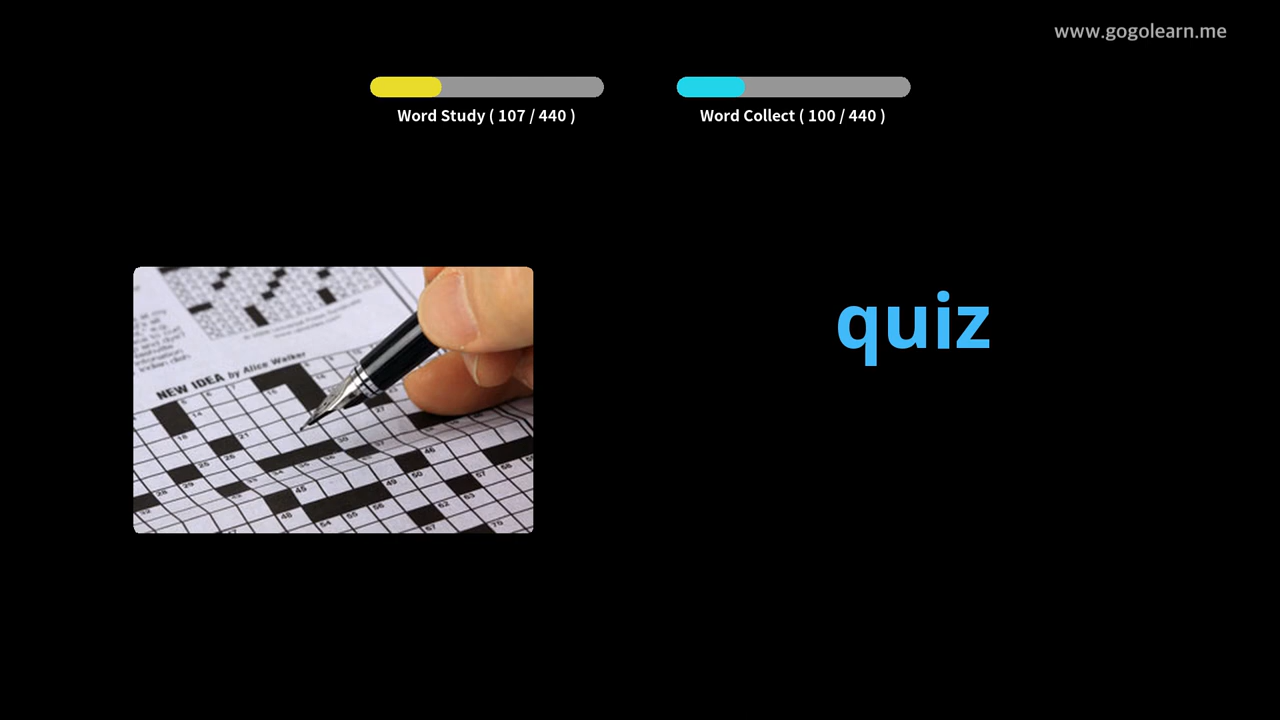 www.gogolearn.me
Word Study ( 107 / 440 )
Word Collect ( 100 / 440 )
quiz
NEW IDEA by Alice Walker